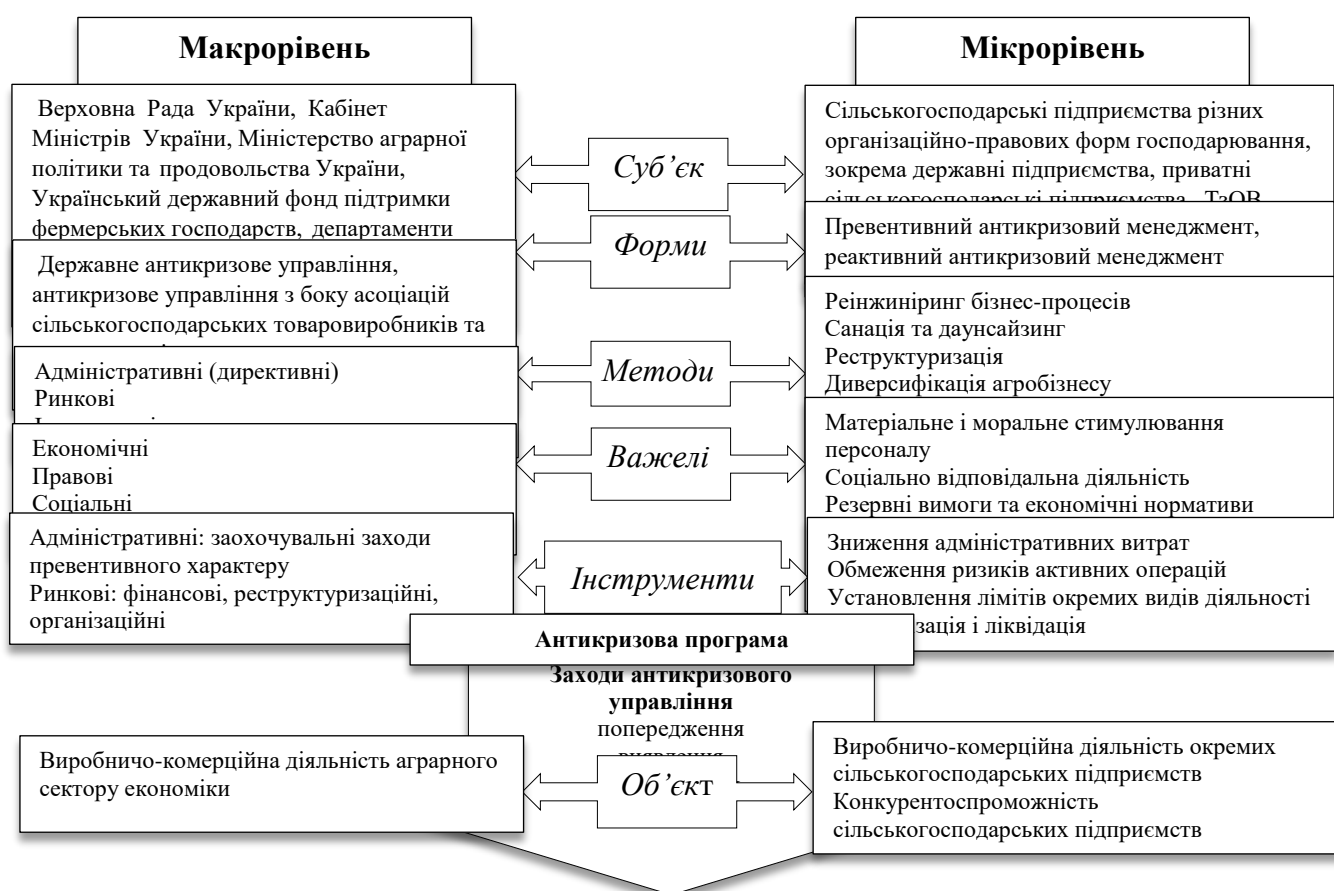 Макрорівень
Мікрорівень
Верховна Рада України, Кабінет
Міністрів України, Міністерство аграрної
політики та продовольства України,
Український державний фонд підтримки
фермерських господарств, департаменти
Суб’єк
Сільськогосподарські підприємства різних
організаційно-правових форм господарювання,
зокрема державні підприємства, приватні
сільськогосподарські підприємства, ТзОВ
Державне антикризове управління,
антикризове управління з боку асоціацій
сільськогосподарських товаровиробників та
Форми
Превентивний антикризовий менеджмент,
реактивний антикризовий менеджмент
Адміністративні (директивні)
Ринкові
Методи
Реінжиніринг бізнес-процесів
Санація та даунсайзинг
Реструктуризація
Диверсифікація агробізнесу
Економічні
Правові
Соціальні
Важелі
Матеріальне і моральне стимулювання
персоналу
Соціально відповідальна діяльність
Резервні вимоги та економічні нормативи
Адміністративні: заохочувальні заходи
превентивного характеру
Ринкові: фінансові, реструктуризаційні,
організаційні
Інструменти
Зниження адміністративних витрат
Обмеження ризиків активних операцій
Установлення лімітів окремих видів діяльності
зація і ліквідація
Антикризова програма
Заходи антикризового
управління
попередження
Виробничо-комерційна діяльність аграрного
сектору економіки
Об’єкт
Виробничо-комерційна діяльність окремих
сільськогосподарських підприємств
Конкурентоспроможність
сільськогосподарських підприємств